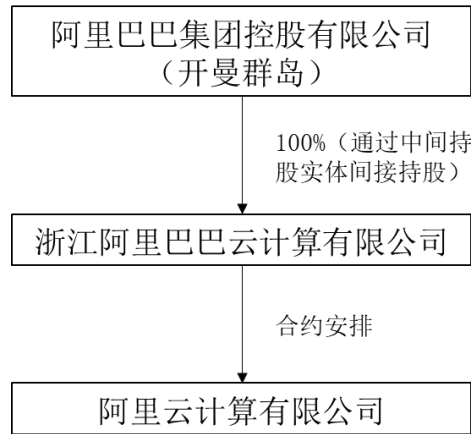 阿里巴巴集团控股有限公司
（开曼群岛）
100%（通过中间持
股实体间接持股）
浙江阿里巴巴云计算有限公司
合约安排
阿里云计算有限公司